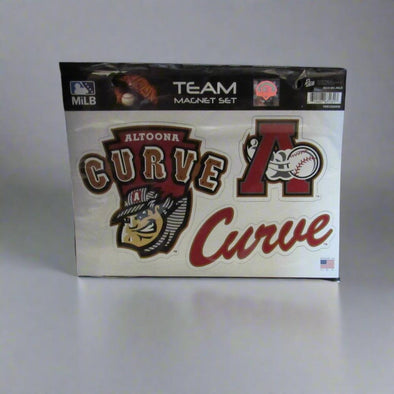 MiLB
TEAM
MAGNET SET
ALTOONA
CURVE
A
A
Curve